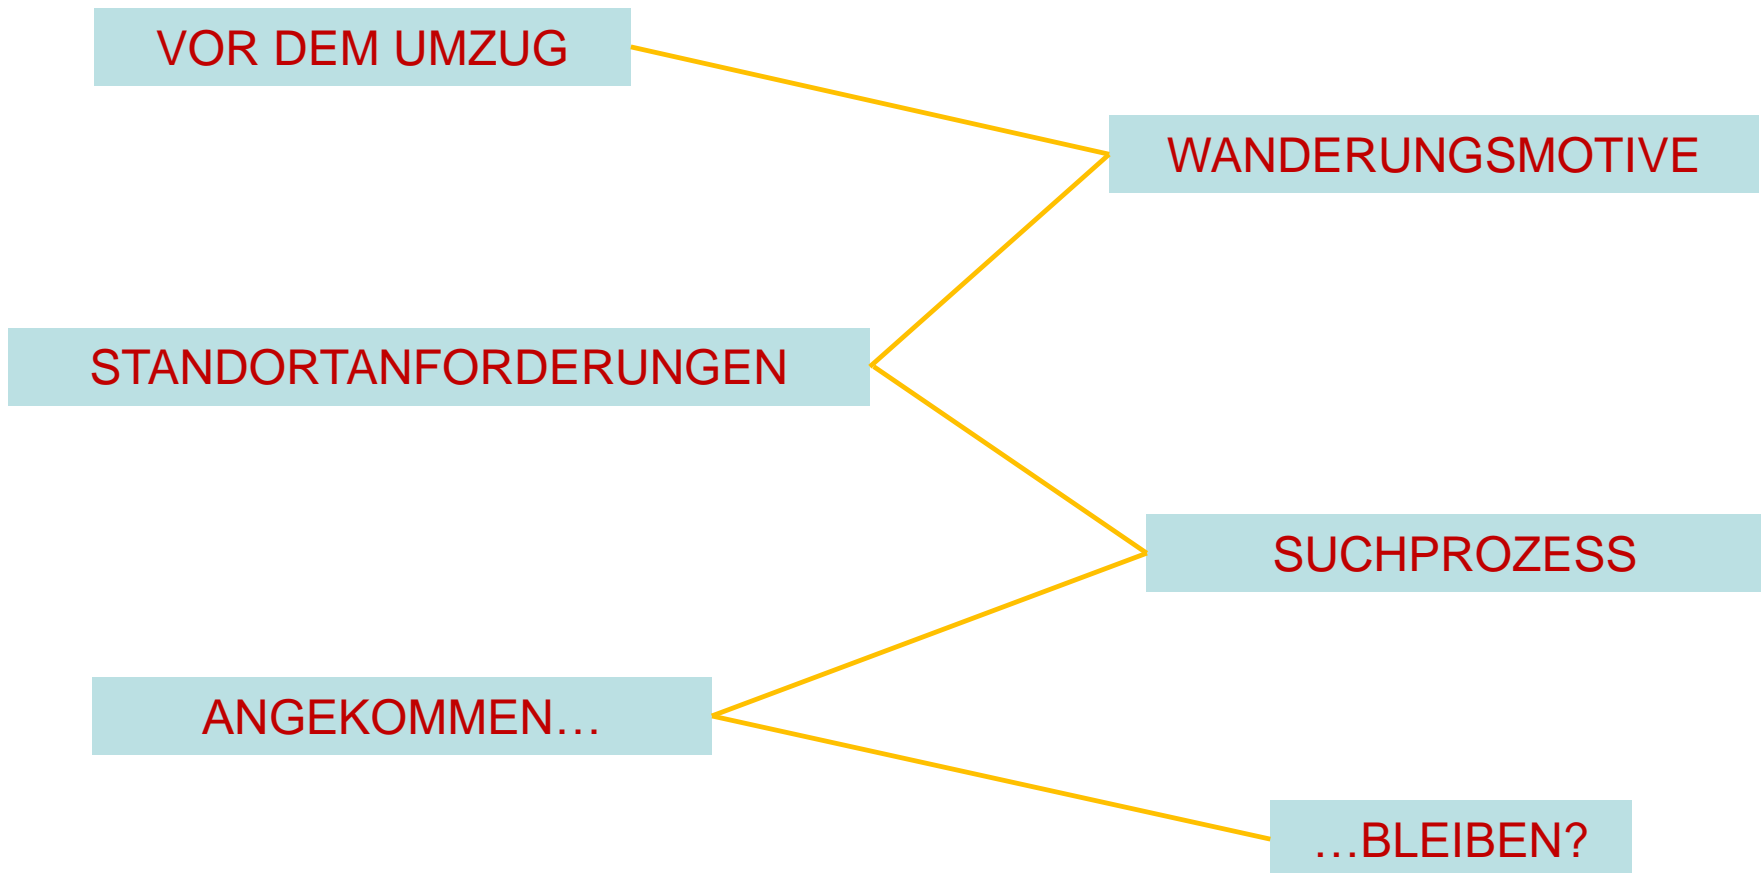 VOR DEM UMZUG
WANDERUNGSMOTIVE
STANDORTANFORDERUNGEN
SUCHPROZESS
ANGEKOMMEN…
…BLEIBEN?